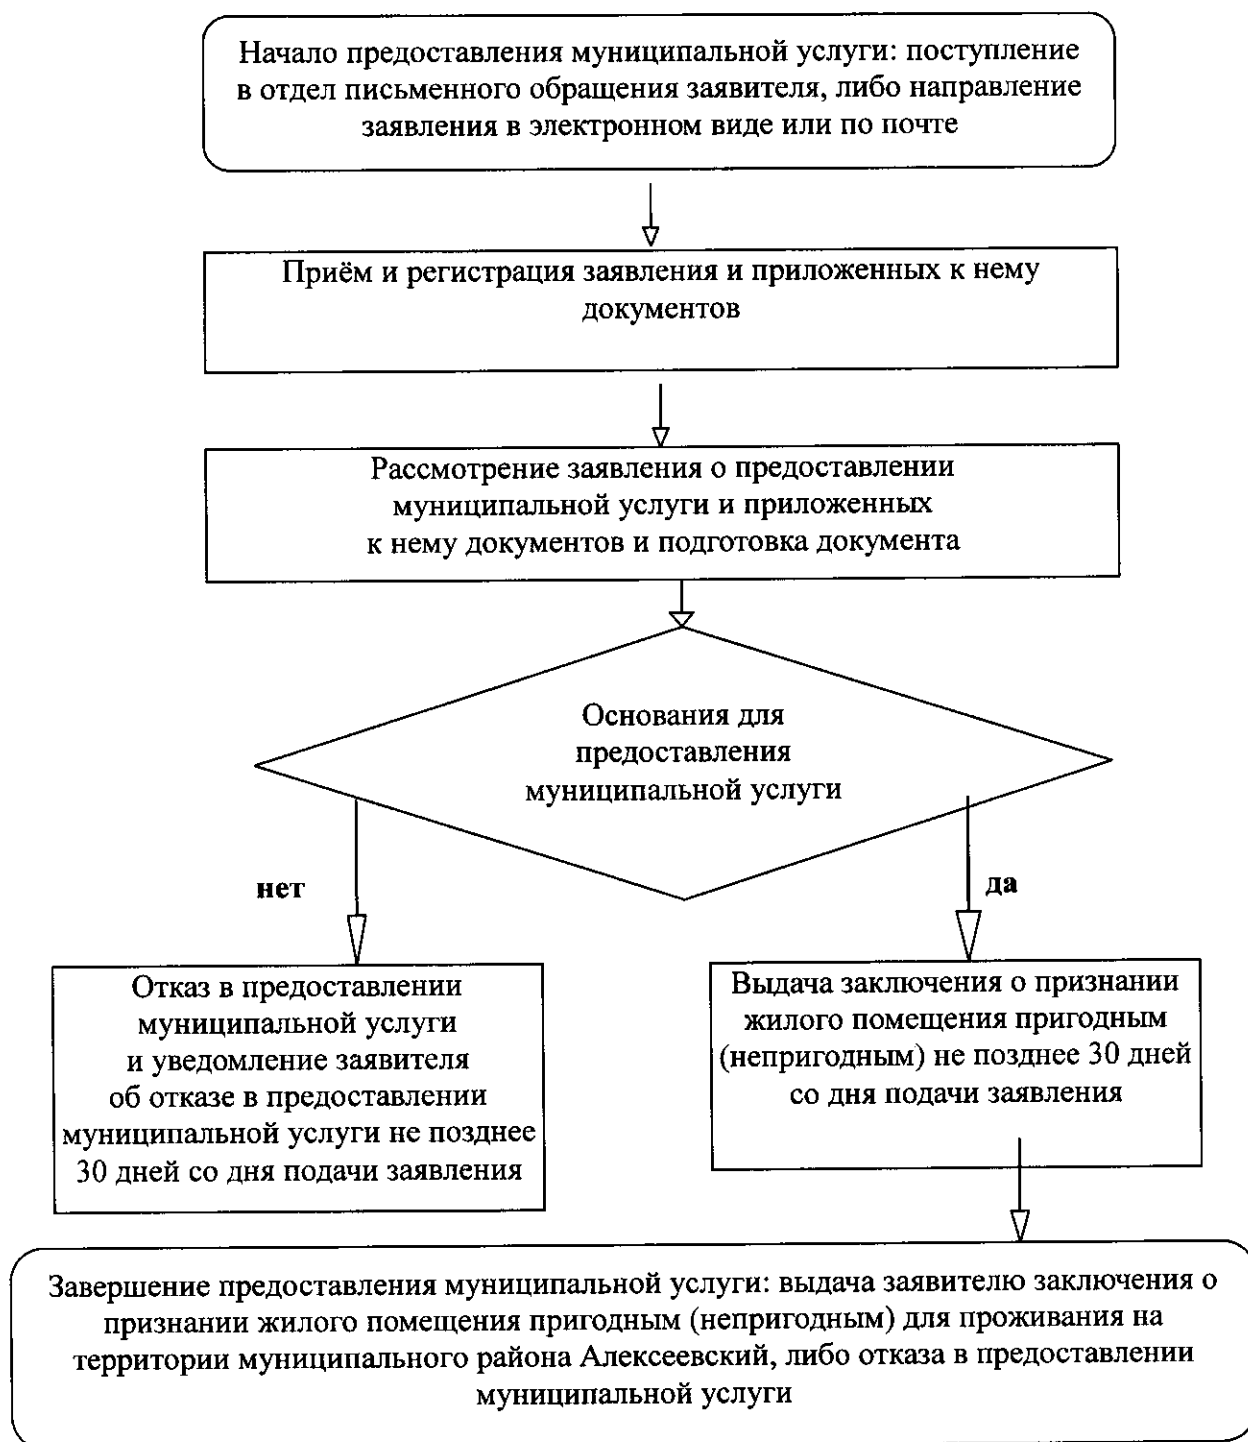 Начало предоставления муниципальной услуги: поступление
в отдел письменного обращения заявителя, либо направление
заявления в электронном виде или по почте
Приём и регистрация заявления и приложенных к нему
документов
Рассмотрение заявления о предоставлении
муниципальной услуги и приложенных
к нему документов и подготовка документа
Основания для
предоставления
муниципальной услуги
нет
да
Отказ в предоставлении
муниципальной услуги
и уведомление заявителя
об отказе в предоставлении
муниципальной услуги не позднее
30 дней со дня подачи заявления
Выдача заключения о признании
жилого помещения пригодным
(непригодным) не позднее 30 дней
со дня подачи заявления
Завершение предоставления муниципальной услуги: выдача заявителю заключения о
признании жилого помещения пригодным (непригодным) для проживания на
территории муниципального района Алексеевский, либо отказа в предоставлении
муниципальной услуги